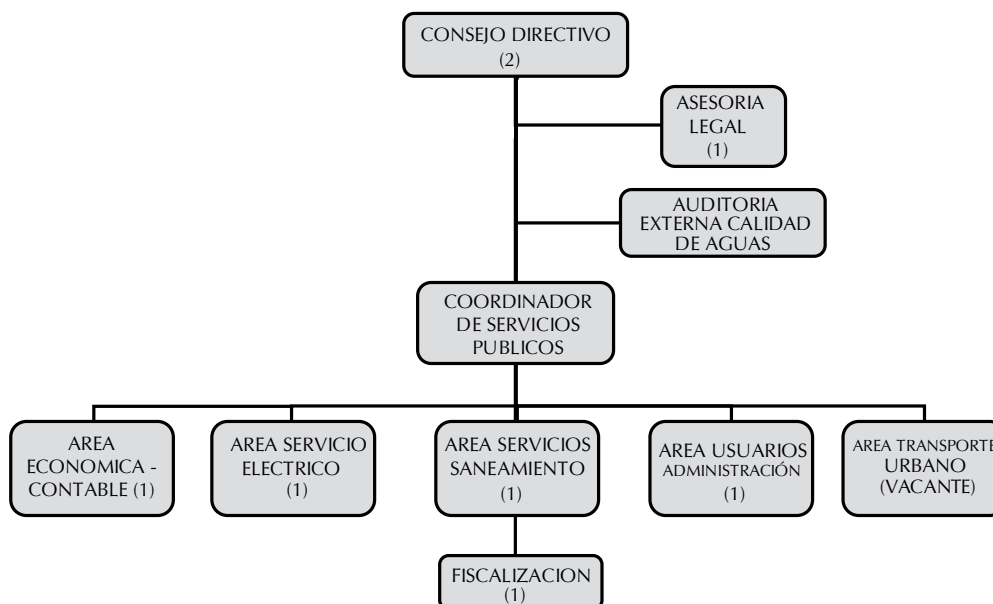 CONSEJO DIRECTIVO
(2)
ASESORIA
LEGAL
(1)
AUDITORIA
EXTERNA CALIDAD
DE AGUAS
COORDINADOR
DE SERVICIOS
PUBLICOS
AREA
ECONOMICA -
CONTABLE (1)
AREA SERVICIO
ELECTRICO
(1)
AREA SERVICIOS
SANEAMIENTO
(1)
AREA USUARIOS
ADMINISTRACIÓN
(1)
AREA TRANSPORTE
URBANO
(VACANTE)
FISCALIZACION
(1)